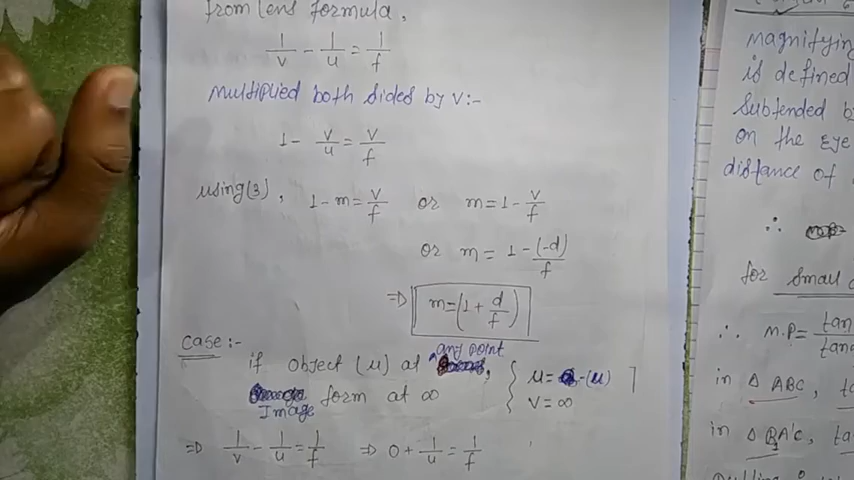 from lens formula,
1/v - 1/u = 1/f
multiplied both sides by v:-
1 - v/u = v/f
using(3), 1-m = v/f or m = 1 - v/f
or m = 1 - (-d)/f
⇒ m = (1 + d/f)
case:-
any point
if object (u) at , { u = -(u) ]
form at ∞ v = ∞
Image
⇒ 1/v - 1/u = 1/f ⇒ 0 + 1/u = 1/f
magnifying
is defined
subtended by
on the eye
distance of
∴
for small
∴ M.P = tan / tan
in △ ABC,
in △ BA'C,